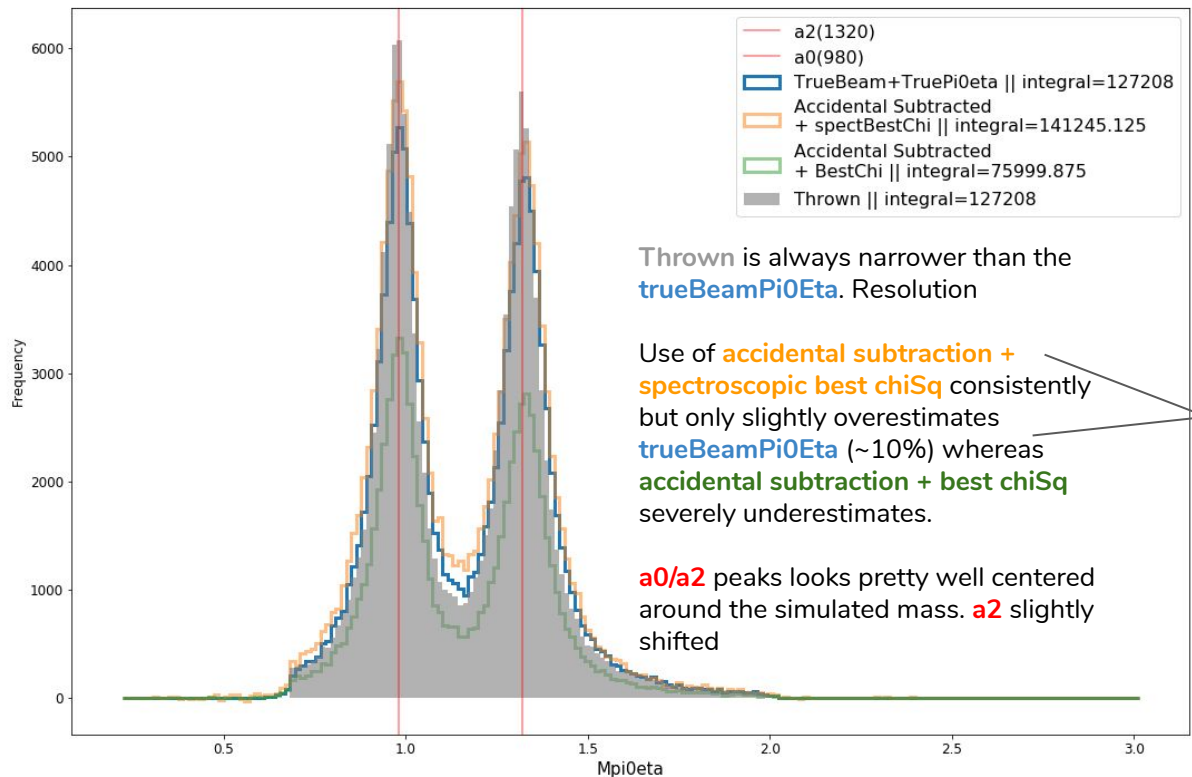 6000
5000
4000
3000
2000
1000
0
Frequency
0.5
1.0
1.5
2.0
2.5
3.0
Mpi0eta
a2(1320)
a0(980)
TrueBeam+TruePi0eta || integral=127208
Accidental Subtracted
+ spectBestChi || integral=141245.125
Accidental Subtracted
+ BestChi || integral=75999.875
Thrown || integral=127208
Thrown is always narrower than the
trueBeamPi0Eta. Resolution
Use of accidental subtraction +
spectroscopic best chiSq consistently
but only slightly overestimates
trueBeamPi0Eta (~10%) whereas
accidental subtraction + best chiSq
severely underestimates.
a0/a2 peaks looks pretty well centered
around the simulated mass. a2 slightly
shifted